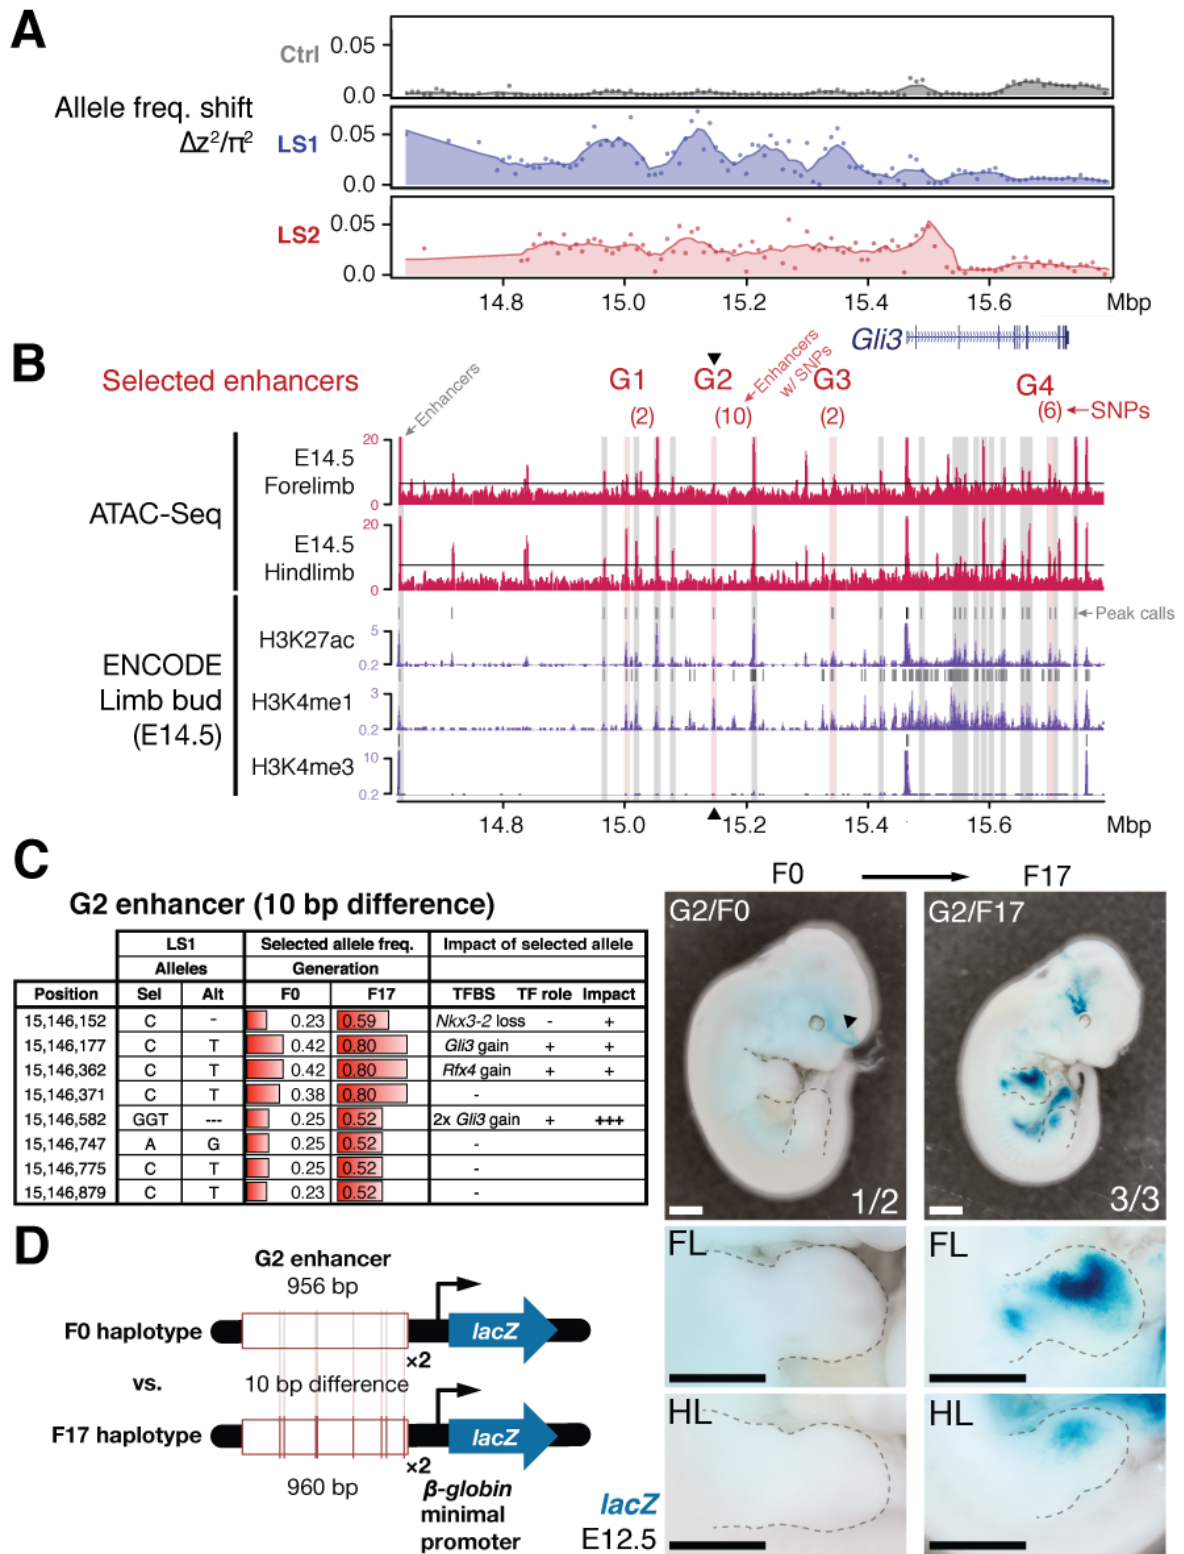 A
Allele freq. shift
Δz²/π²
Ctrl
0.05
0.0
LS1
0.05
0.0
LS2
0.05
0.0
14.8 15.0 15.2 15.4 15.6 Mbp
Gli3
B
Selected enhancers
Enhancers
G1 G2 G3 G4
Enhancers
w/ SNPs
(2) (10) (2) (6) SNPs
ATAC-Seq
E14.5
Forelimb
20
0
E14.5
Hindlimb
20
0
Peak calls
ENCODE
Limb bud
(E14.5)
H3K27ac
5
0.2
H3K4me1
3
0.2
H3K4me3
10
0.2
14.8 15.0 15.2 15.4 15.6 Mbp
C
G2 enhancer (10 bp difference)
LS1 Selected allele freq. Impact of selected allele
Alleles Generation
Position Sel Alt F0 F17 TFBS TF role Impact
15,146,152 C - 0.23 0.59 Nkx3-2 loss - +
15,146,177 C T 0.42 0.80 Gli3 gain + +
15,146,362 C T 0.42 0.80 Rfx4 gain + +
15,146,371 C T 0.38 0.80 -
15,146,582 GGT --- 0.25 0.52 2x Gli3 gain + +++
15,146,747 A G 0.25 0.52 -
15,146,775 C T 0.25 0.52 -
15,146,879 C T 0.23 0.52 -
F0 F17
G2/F0
1/2
G2/F17
3/3
FL
FL
HL
HL
lacZ
E12.5
D
G2 enhancer
956 bp
F0 haplotype
lacZ
×2
vs.
10 bp difference
F17 haplotype
lacZ
×2
960 bp
β-globin
minimal
promoter